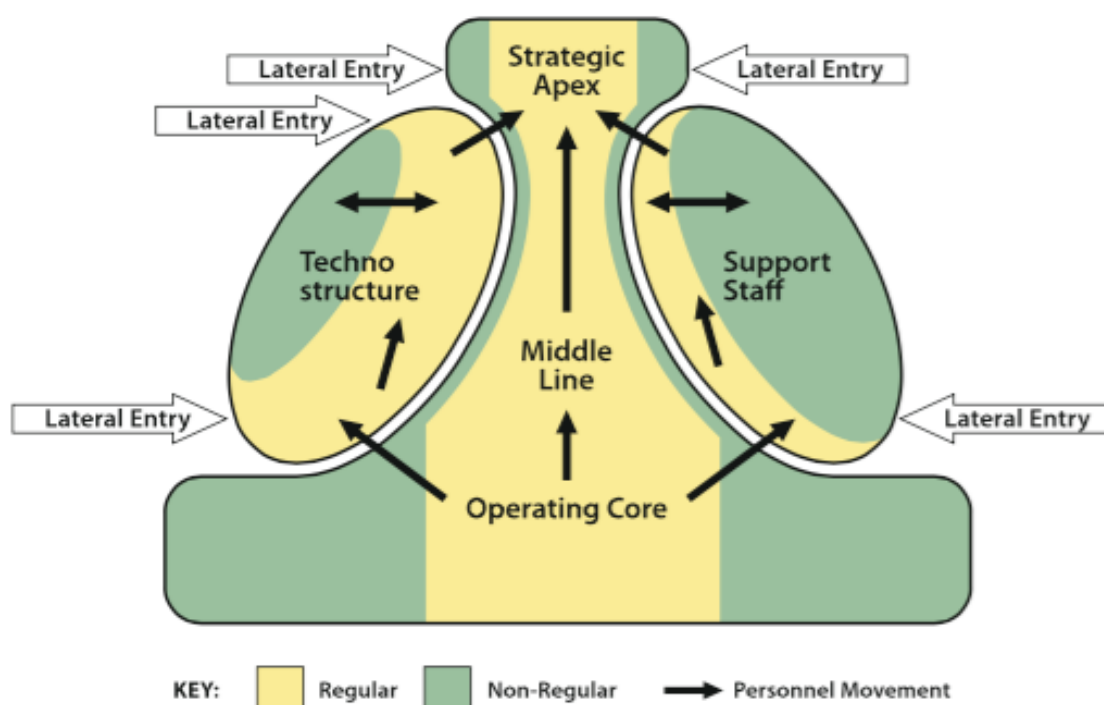 Lateral Entry
Strategic
Apex
Lateral Entry
Lateral Entry
Techno
structure
Support
Staff
Middle
Line
Lateral Entry
Lateral Entry
Operating Core
KEY: Regular Non-Regular Personnel Movement